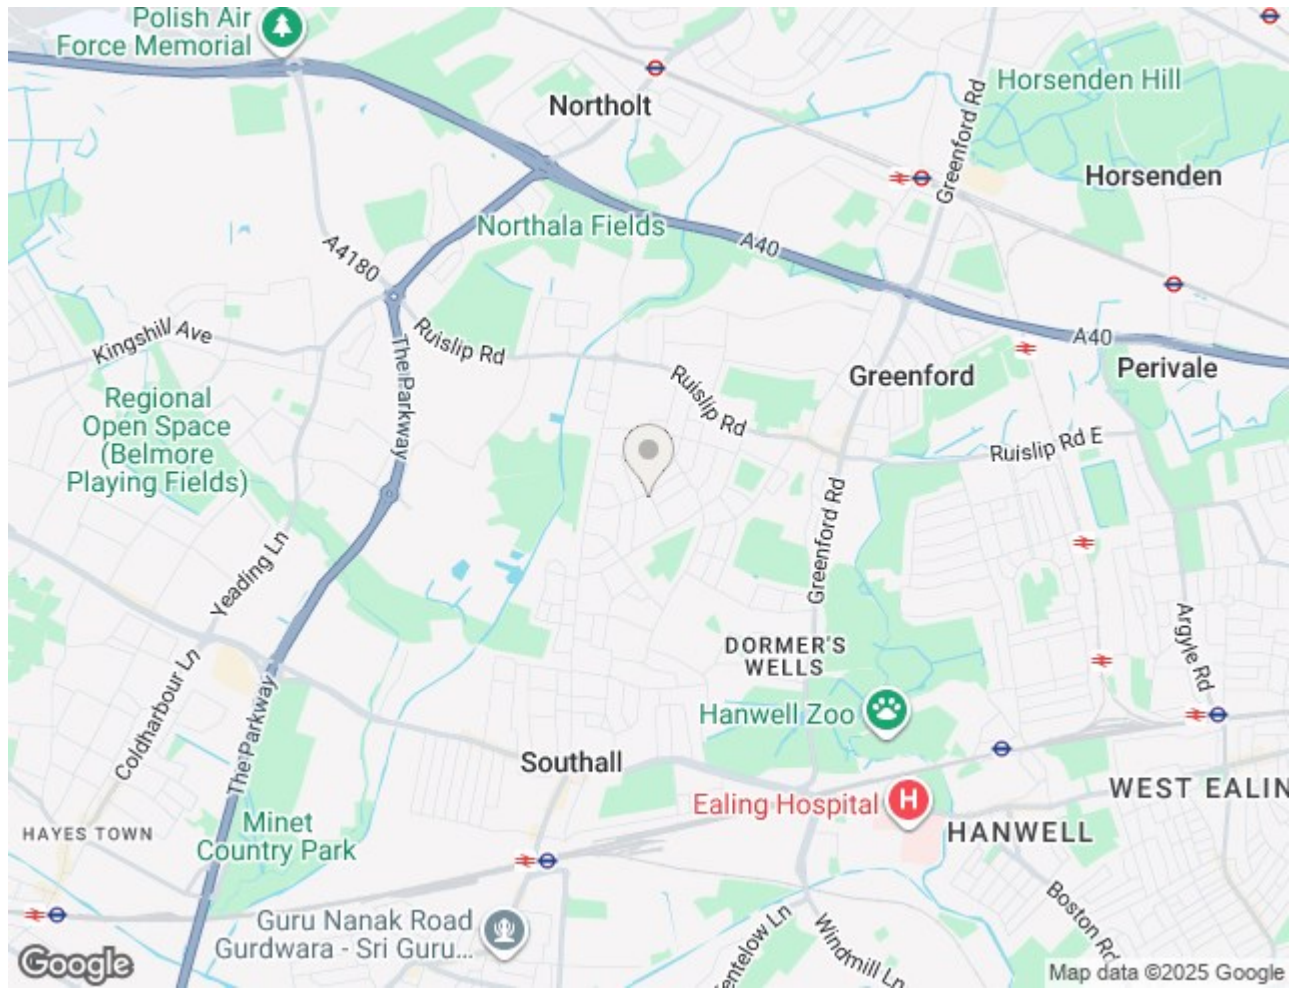 Polish Air
Force Memorial
Northolt
Horsenden Hill
Greenford Rd
Horsenden
Northala Fields
A40
A4180
Kingshill Ave
Ruislip Rd
The Parkway
Ruislip Rd
A40
Greenford
Perivale
Regional
Open Space
(Belmore
Playing Fields)
Ruislip Rd E
Greenford Rd
Yeading Ln
Argyle Rd
DORMER'S
WELLS
Coldharbour Ln
The Parkway
Hanwell Zoo
Southall
Ealing Hospital
H
WEST EALIN
HAYES TOWN
Minet
Country Park
HANWELL
Boston Rd
Guru Nanak Road
Gurdwara - Sri Guru...
entelow Ln
Windmill Ln
Google
Map data ©2025 Google